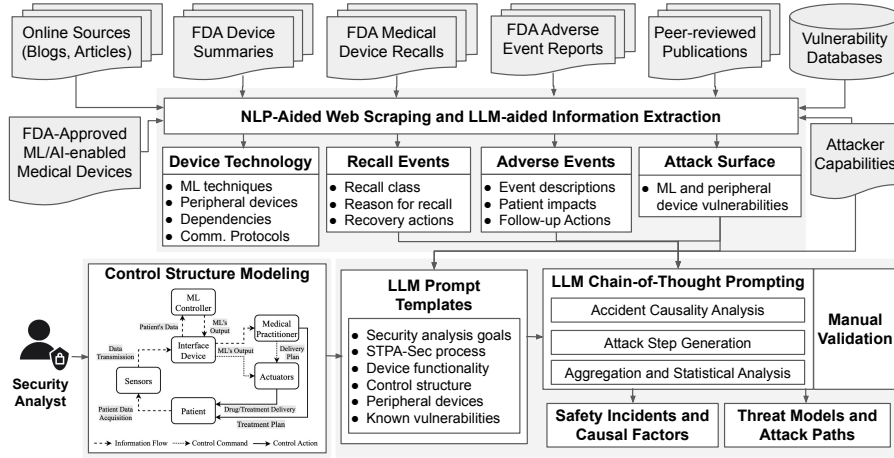 Online Sources
(Blogs, Articles)
FDA Device
Summaries
FDA Medical
Device Recalls
FDA Adverse
Event Reports
Peer-reviewed
Publications
Vulnerability
Databases
NLP-Aided Web Scraping and LLM-aided Information Extraction
FDA-Approved
ML/AI-enabled
Medical Devices
Attacker
Capabilities
Device Technology
● ML techniques
● Peripheral devices
● Dependencies
● Comm. Protocols
Recall Events
● Recall class
● Reason for recall
● Recovery actions
Adverse Events
● Event descriptions
● Patient impacts
● Follow-up Actions
Attack Surface
● ML and peripheral
device vulnerabilities
Security
Analyst
Control Structure Modeling
ML
Controller
Patient's Data
ML's
Output
Medical
Practitioner
Data
Transmission
Interface
Device
ML's Output
Delivery
Plan
Sensors
Actuators
Patient Data
Acquisition
Patient
Drug/Treatment Delivery
Treatment Plan
Information Flow
Control Command
Control Action
LLM Prompt
Templates
● Security analysis goals
● STPA-Sec process
● Device functionality
● Control structure
● Peripheral devices
● Known vulnerabilities
LLM Chain-of-Thought Prompting
Accident Causality Analysis
Attack Step Generation
Aggregation and Statistical Analysis
Manual
Validation
Safety Incidents and
Causal Factors
Threat Models and
Attack Paths